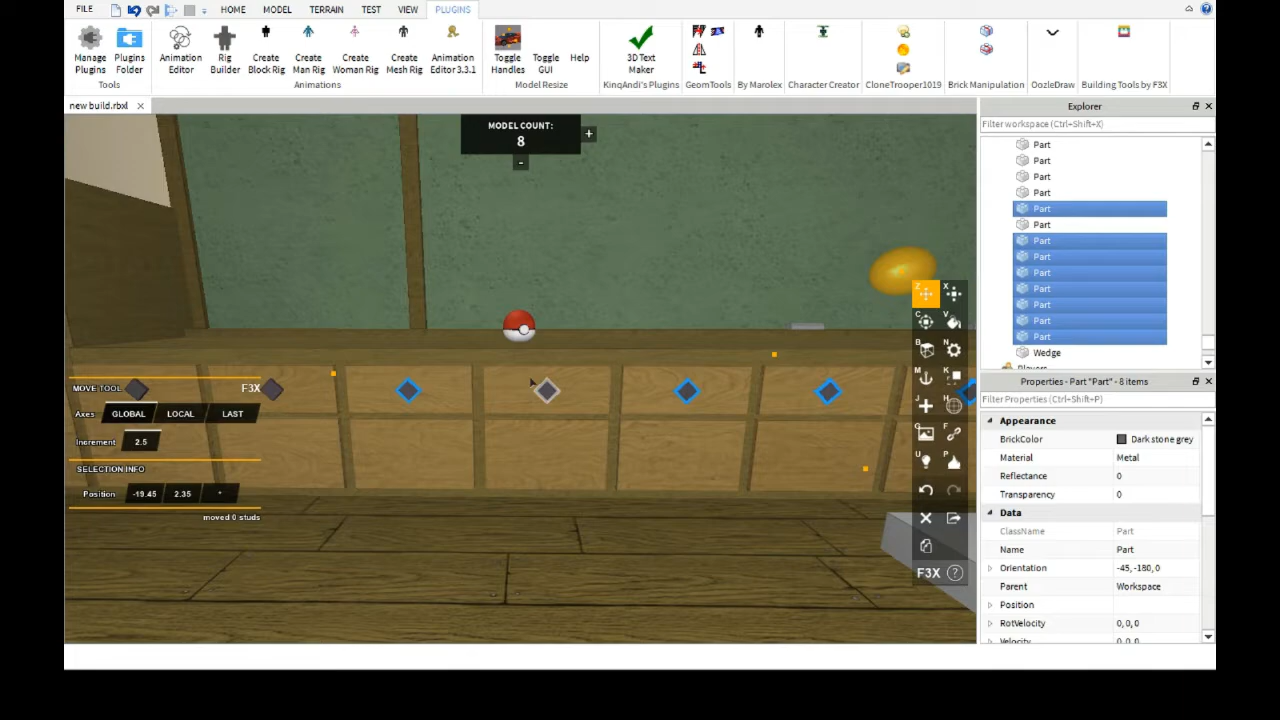 FILE HOME MODEL TERRAIN TEST VIEW PLUGINS
Manage Plugins
Plugins Folder
Animation Editor
Rig Builder
Create Block Rig
Create Man Rig
Create Woman Rig
Create Mesh Rig
Animation Editor 3.3.1
Toggle Handles
Toggle GUI
Help
3D Text Maker
Tools Animations Model Resize KinqAndi's Plugins GeomTools By Marolex Character Creator CloneTrooper1019 Brick Manipulation OozleDraw Building Tools by F3X
new build.rbxl
MODEL COUNT:
8
+
-
MOVE TOOL F3X
Axes GLOBAL LOCAL LAST
Increment 2.5
SELECTION INFO
Position -19.45 2.35 *
moved 0 studs
Z X
C V
B N
M K
J H
G F
U P
F3X ?
Explorer
Filter workspace (Ctrl+Shift+X)
Part
Part
Part
Part
Part
Part
Part
Part
Part
Part
Part
Part
Part
Wedge
Players
Properties - Part "Part" - 8 items
Filter Properties (Ctrl+Shift+P)
Appearance
BrickColor Dark stone grey
Material Metal
Reflectance 0
Transparency 0
Data
ClassName Part
Name Part
Orientation -45, -180, 0
Parent Workspace
Position
RotVelocity 0, 0, 0
Velocity 0, 0, 0